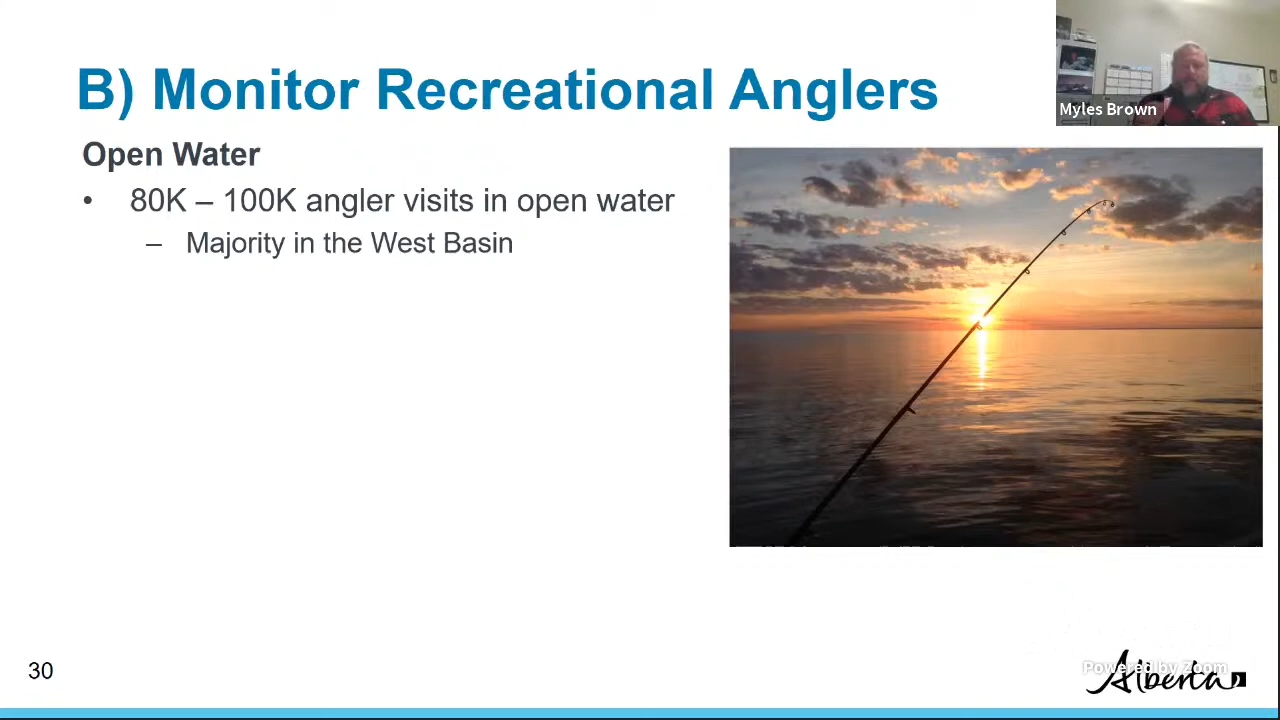 B) Monitor Recreational Anglers
Myles Brown
Open Water
• 80K – 100K angler visits in open water
– Majority in the West Basin
30
Powered by Zoom
Alberta